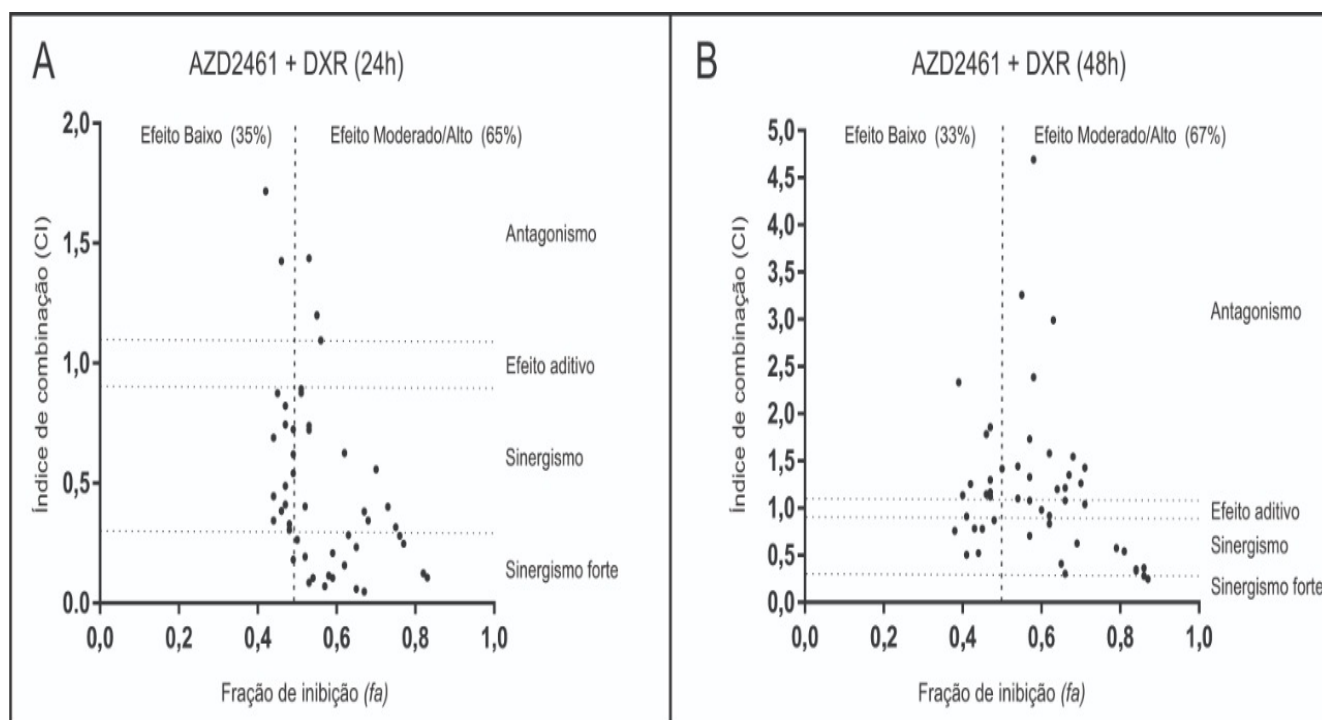 A
AZD2461 + DXR (24h)
Efeito Baixo (35%)
Efeito Moderado/Alto (65%)
2,0
1,5
1,0
0,5
0,0
Índice de combinação (CI)
Antagonismo
Efeito aditivo
Sinergismo
Sinergismo forte
0,0 0,2 0,4 0,6 0,8 1,0
Fração de inibição (fa)
B
AZD2461 + DXR (48h)
Efeito Baixo (33%)
Efeito Moderado/Alto (67%)
5,0
4,5
4,0
3,5
3,0
2,5
2,0
1,5
1,0
0,5
0,0
Índice de combinação (CI)
Antagonismo
Efeito aditivo
Sinergismo
Sinergismo forte
0,0 0,2 0,4 0,6 0,8 1,0
Fração de inibição (fa)